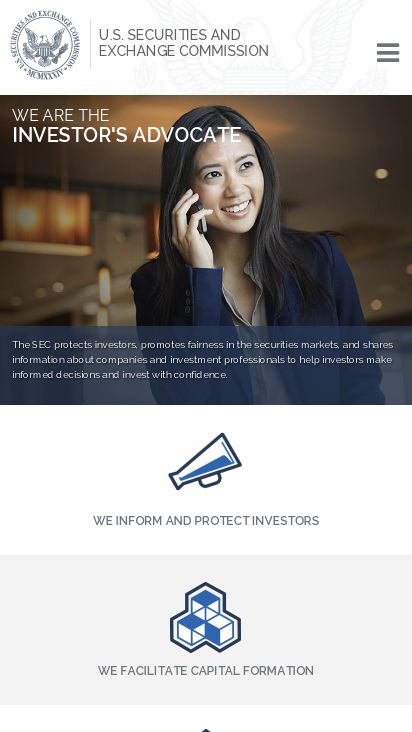 U.S. SECURITIES AND EXCHANGE COMMISSION
MCMXXXIV
U.S. SECURITIES AND
EXCHANGE COMMISSION
WE ARE THE
INVESTOR'S ADVOCATE
The SEC protects investors, promotes fairness in the securities markets, and shares
information about companies and investment professionals to help investors make
informed decisions and invest with confidence.
WE INFORM AND PROTECT INVESTORS
WE FACILITATE CAPITAL FORMATION